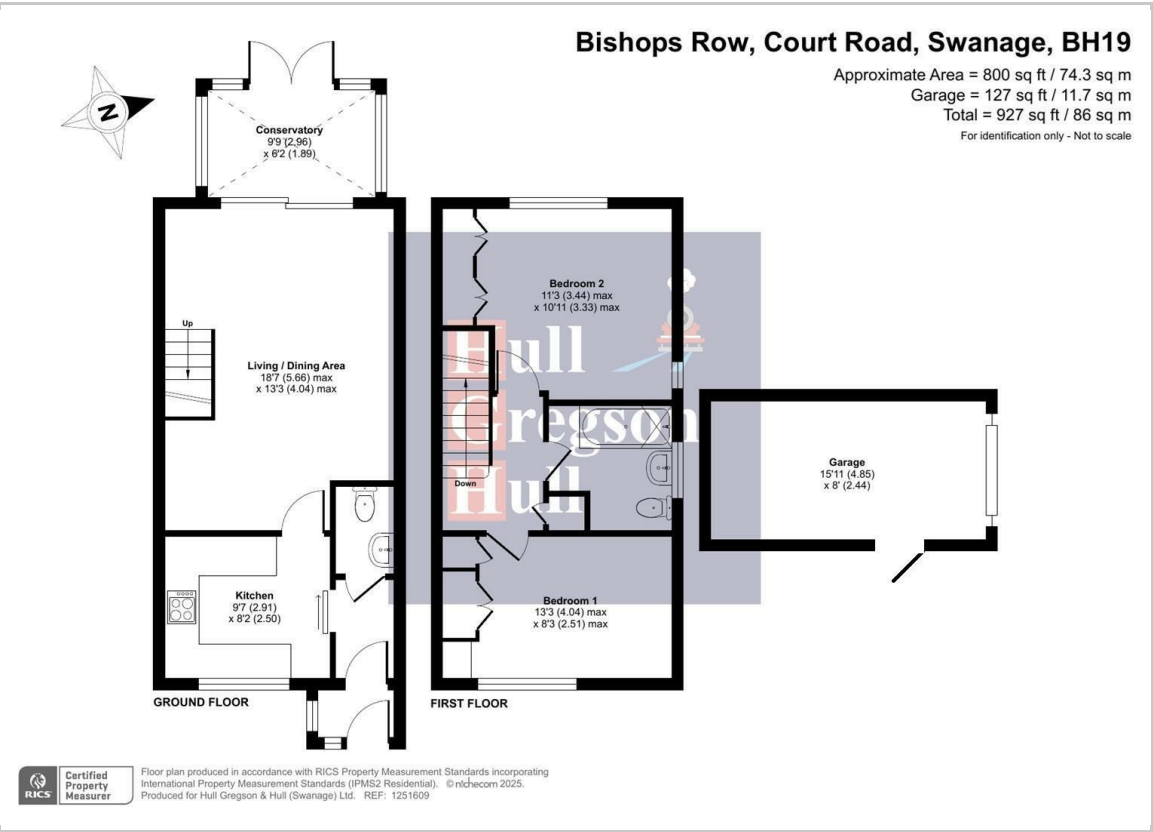 Bishops Row, Court Road, Swanage, BH19
Approximate Area = 800 sq ft / 74.3 sq m
Garage = 127 sq ft / 11.7 sq m
Total = 927 sq ft / 86 sq m
For identification only - Not to scale
N
Conservatory
9'9 (2.96)
x 6'2 (1.89)
Up
Living / Dining Area
18'7 (5.66) max
x 13'3 (4.04) max
Kitchen
9'7 (2.91)
x 8'2 (2.50)
GROUND FLOOR
Bedroom 2
11'3 (3.44) max
x 10'11 (3.33) max
Hull
Gregson
Hull
Down
Bedroom 1
13'3 (4.04) max
x 8'3 (2.51) max
FIRST FLOOR
Garage
15'11 (4.85)
x 8' (2.44)
RICS
Certified
Property
Measurer
Floor plan produced in accordance with RICS Property Measurement Standards incorporating
International Property Measurement Standards (IPMS2 Residential). © nichecom 2025.
Produced for Hull Gregson & Hull (Swanage) Ltd. REF: 1251609